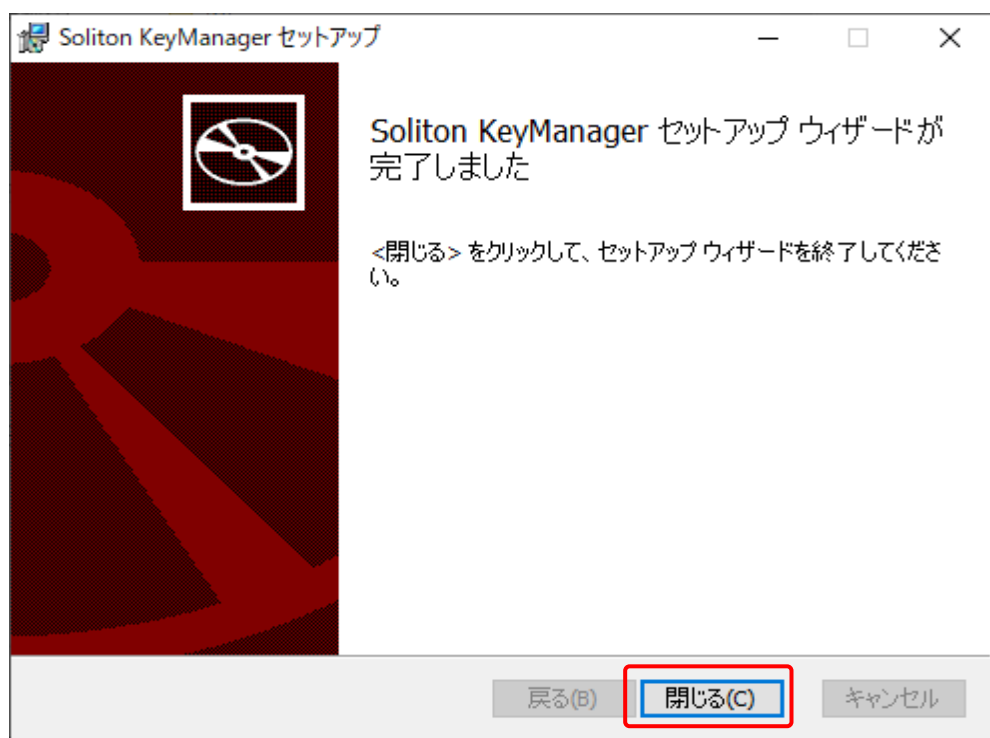 Soliton KeyManager セットアップ
Soliton KeyManager セットアップ ウィザードが
完了しました
<閉じる> をクリックして、セットアップ ウィザードを終了してくださ
い。
戻る(B)
閉じる(C)
キャンセル